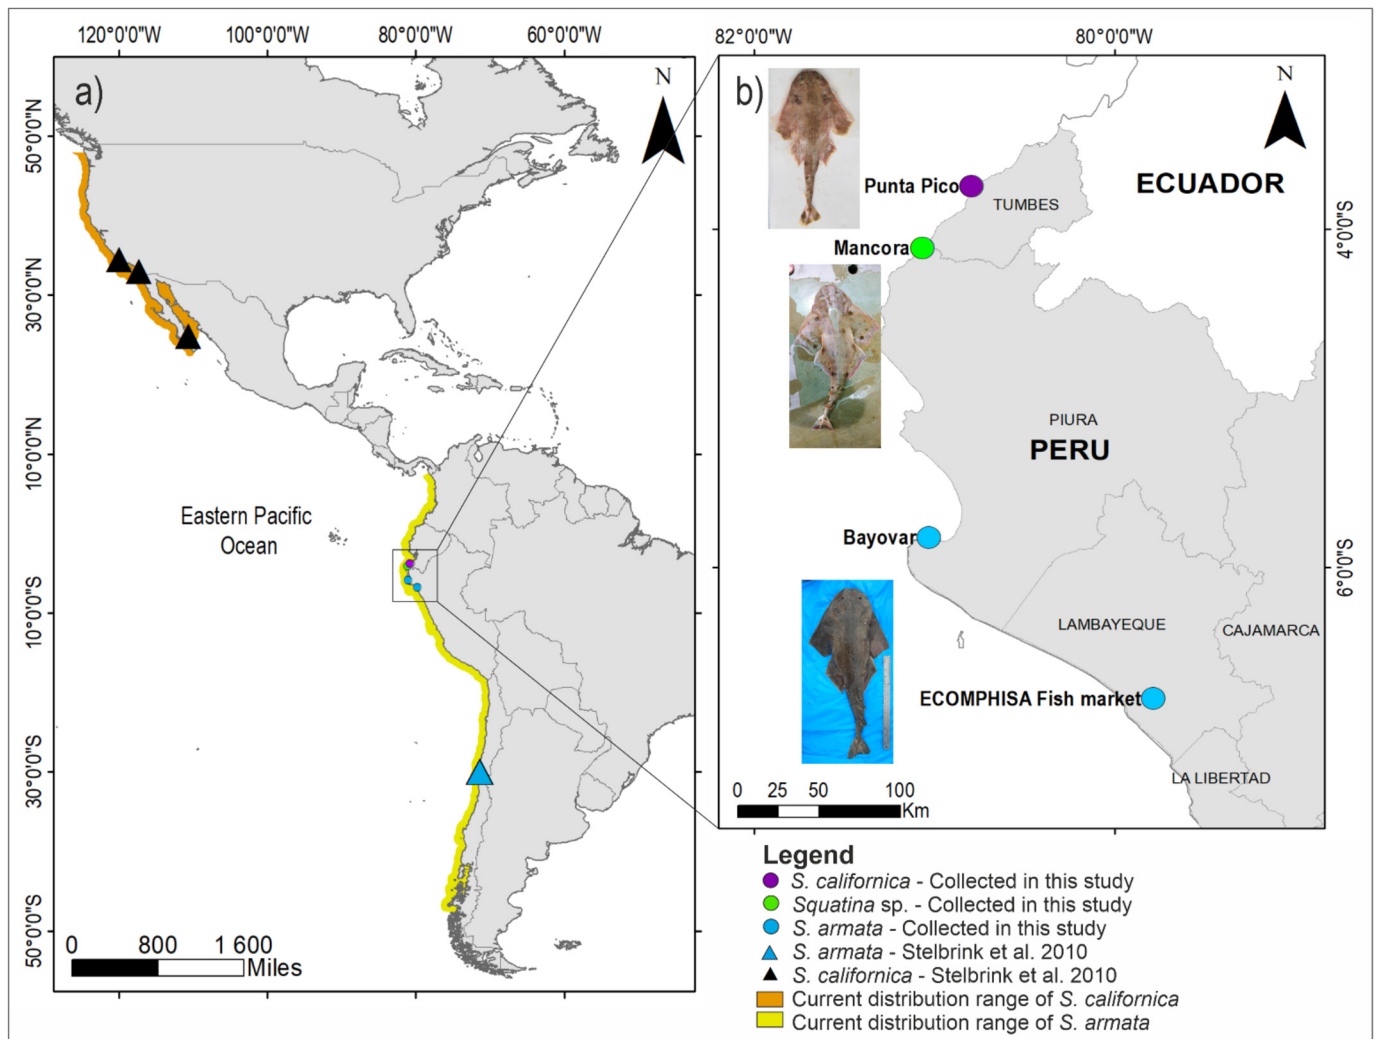 120°0'0"W 100°0'0"W 80°0'0"W 60°0'0"W
82°0'0"W 80°0'0"W
a)
N
50°0'0"N
30°0'0"N
10°0'0"N
10°0'0"S
30°0'0"S
50°0'0"S
Eastern Pacific
Ocean
0 800 1 600
Miles
b)
N
Punta Pico
ECUADOR
TUMBES
Mancora
4°0'0"S
PIURA
PERU
Bayovar
6°0'0"S
LAMBAYEQUE
CAJAMARCA
ECOMPHISA Fish market
LA LIBERTAD
0 25 50 100
Km
Legend
S. californica - Collected in this study
Squatina sp. - Collected in this study
S. armata - Collected in this study
S. armata - Stelbrink et al. 2010
S. californica - Stelbrink et al. 2010
Current distribution range of S. californica
Current distribution range of S. armata